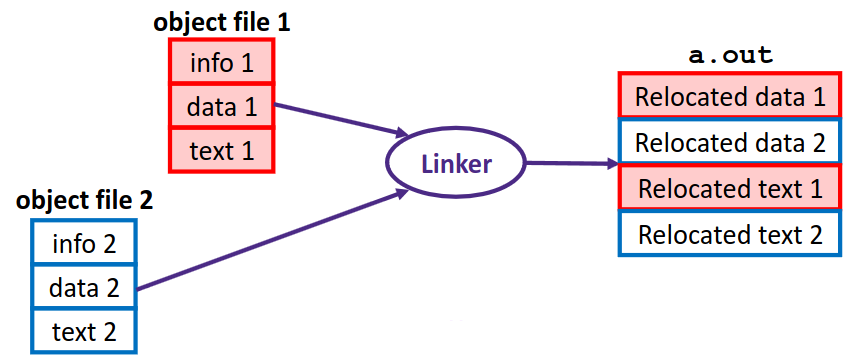 object file 1
info 1
data 1
text 1
object file 2
info 2
data 2
text 2
Linker
a.out
Relocated data 1
Relocated data 2
Relocated text 1
Relocated text 2